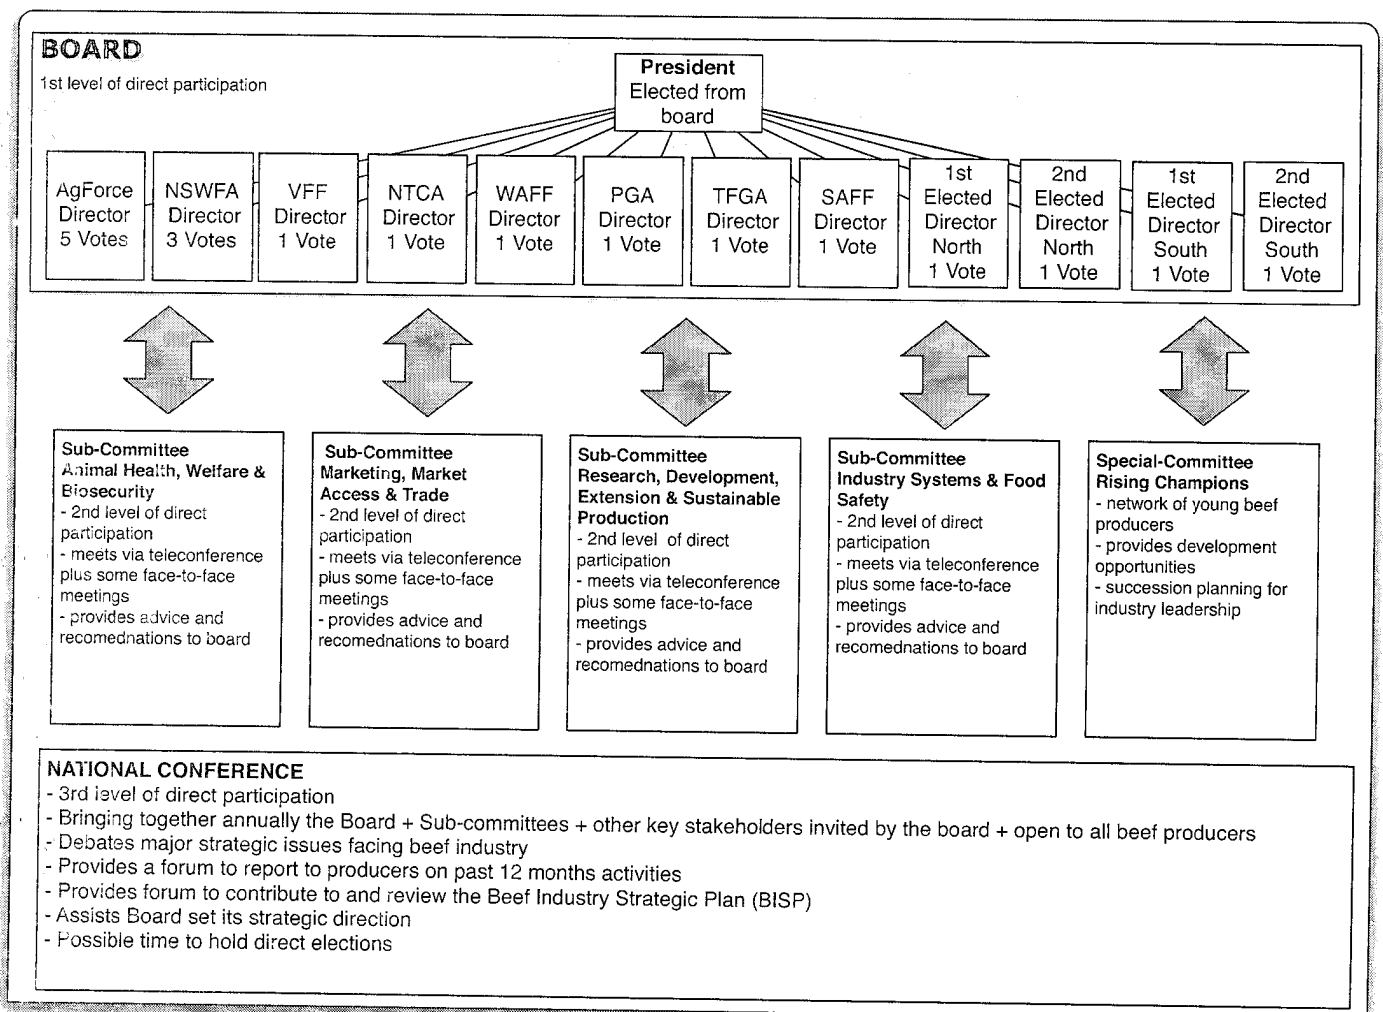 BOARD
1st level of direct participation
President
Elected from
board
AgForce
Director
5 Votes
NSWFA
Director
3 Votes
VFF
Director
1 Vote
NTCA
Director
1 Vote
WAFF
Director
1 Vote
PGA
Director
1 Vote
TFGA
Director
1 Vote
SAFF
Director
1 Vote
1st
Elected
Director
North
1 Vote
2nd
Elected
Director
North
1 Vote
1st
Elected
Director
South
1 Vote
2nd
Elected
Director
South
1 Vote
Sub-Committee
Animal Health, Welfare &
Biosecurity
- 2nd level of direct
participation
- meets via teleconference
plus some face-to-face
meetings
- provides advice and
recomednations to board
Sub-Committee
Marketing, Market
Access & Trade
- 2nd level of direct
participation
- meets via teleconference
plus some face-to-face
meetings
- provides advice and
recomednations to board
Sub-Committee
Research, Development,
Extension & Sustainable
Production
- 2nd level of direct
participation
- meets via teleconference
plus some face-to-face
meetings
- provides advice and
recomednations to board
Sub-Committee
Industry Systems & Food
Safety
- 2nd level of direct
participation
- meets via teleconference
plus some face-to-face
meetings
- provides advice and
recomednations to board
Special-Committee
Rising Champions
- network of young beef
producers
- provides development
opportunities
- succession planning for
industry leadership
NATIONAL CONFERENCE
- 3rd level of direct participation
- Bringing together annually the Board + Sub-committees + other key stakeholders invited by the board + open to all beef producers
- Debates major strategic issues facing beef industry
- Provides a forum to report to producers on past 12 months activities
- Provides forum to contribute to and review the Beef Industry Strategic Plan (BISP)
- Assists Board set its strategic direction
- Possible time to hold direct elections